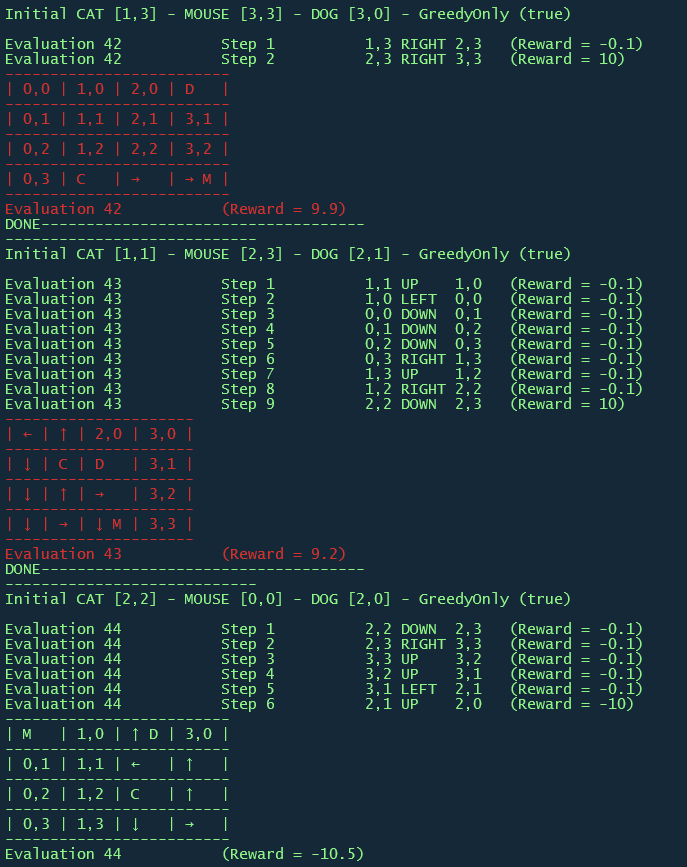 Initial CAT [1,3] - MOUSE [3,3] - DOG [3,0] - GreedyOnly (true)
Evaluation 42 Step 1 1,3 RIGHT 2,3 (Reward = -0.1)
Evaluation 42 Step 2 2,3 RIGHT 3,3 (Reward = 10)
-------------------------
| 0,0 | 1,0 | 2,0 | D |
-------------------------
| 0,1 | 1,1 | 2,1 | 3,1 |
-------------------------
| 0,2 | 1,2 | 2,2 | 3,2 |
-------------------------
| 0,3 | C | → | → M |
-------------------------
Evaluation 42 (Reward = 9.9)
DONE------------------------------------
----------------------------
Initial CAT [1,1] - MOUSE [2,3] - DOG [2,1] - GreedyOnly (true)
Evaluation 43 Step 1 1,1 UP 1,0 (Reward = -0.1)
Evaluation 43 Step 2 1,0 LEFT 0,0 (Reward = -0.1)
Evaluation 43 Step 3 0,0 DOWN 0,1 (Reward = -0.1)
Evaluation 43 Step 4 0,1 DOWN 0,2 (Reward = -0.1)
Evaluation 43 Step 5 0,2 DOWN 0,3 (Reward = -0.1)
Evaluation 43 Step 6 0,3 RIGHT 1,3 (Reward = -0.1)
Evaluation 43 Step 7 1,3 UP 1,2 (Reward = -0.1)
Evaluation 43 Step 8 1,2 RIGHT 2,2 (Reward = -0.1)
Evaluation 43 Step 9 2,2 DOWN 2,3 (Reward = 10)
---------------------
| ← | ↑ | 2,0 | 3,0 |
---------------------
| ↓ | C | D | 3,1 |
---------------------
| ↓ | ↑ | → | 3,2 |
---------------------
| ↓ | → | ↓ M | 3,3 |
---------------------
Evaluation 43 (Reward = 9.2)
DONE------------------------------------
----------------------------
Initial CAT [2,2] - MOUSE [0,0] - DOG [2,0] - GreedyOnly (true)
Evaluation 44 Step 1 2,2 DOWN 2,3 (Reward = -0.1)
Evaluation 44 Step 2 2,3 RIGHT 3,3 (Reward = -0.1)
Evaluation 44 Step 3 3,3 UP 3,2 (Reward = -0.1)
Evaluation 44 Step 4 3,2 UP 3,1 (Reward = -0.1)
Evaluation 44 Step 5 3,1 LEFT 2,1 (Reward = -0.1)
Evaluation 44 Step 6 2,1 UP 2,0 (Reward = -10)
-------------------------
| M | 1,0 | ↑ D | 3,0 |
-------------------------
| 0,1 | 1,1 | ← | ↑ |
-------------------------
| 0,2 | 1,2 | C | ↑ |
-------------------------
| 0,3 | 1,3 | ↓ | → |
-------------------------
Evaluation 44 (Reward = -10.5)